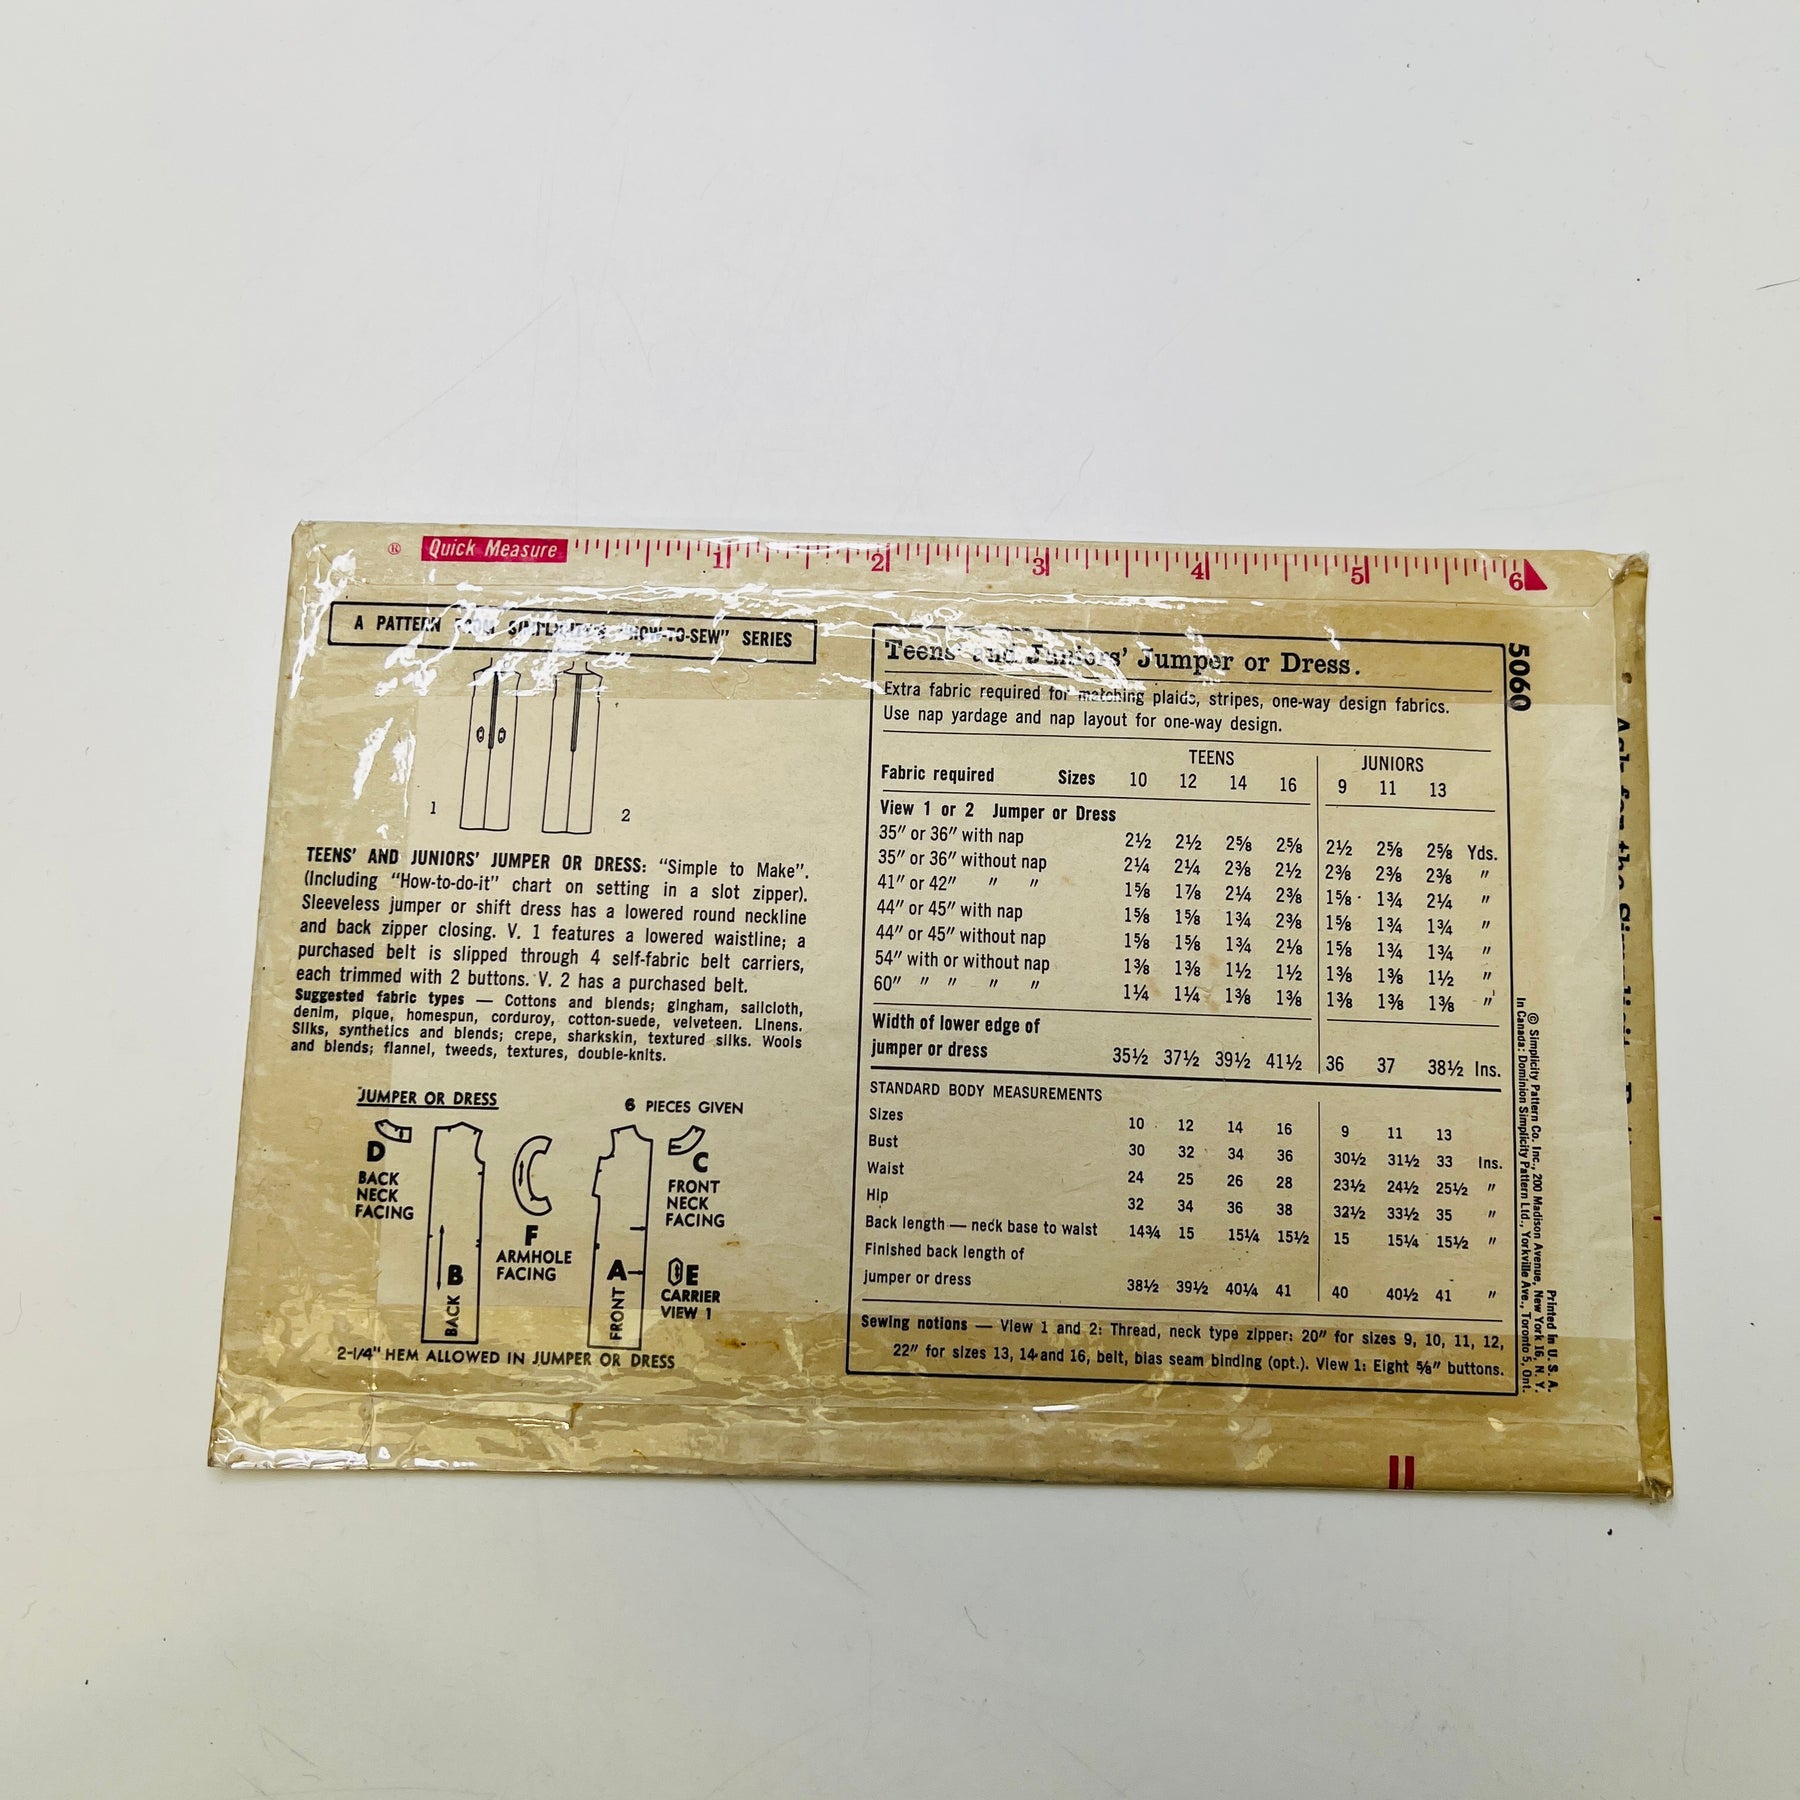 ® Quick Measure 1 2 3 4 5 6
A PATTERN FROM SIMPLICITY'S "HOW-TO-SEW" SERIES
1 2
TEENS' AND JUNIORS' JUMPER OR DRESS: "Simple to Make".
(Including "How-to-do-it" chart on setting in a slot zipper).
Sleeveless jumper or shift dress has a lowered round neckline
and back zipper closing. V. 1 features a lowered waistline; a
purchased belt is slipped through 4 self-fabric belt carriers,
each trimmed with 2 buttons. V. 2 has a purchased belt.
Suggested fabric types — Cottons and blends; gingham, sailcloth,
denim, pique, homespun, corduroy, cotton-suede, velveteen. Linens.
Silks, synthetics and blends; crepe, sharkskin, textured silks. Wools
and blends; flannel, tweeds, textures, double-knits.
JUMPER OR DRESS
6 PIECES GIVEN
D
BACK
NECK
FACING
B
BACK
F
ARMHOLE
FACING
A
FRONT
C
FRONT
NECK
FACING
E
CARRIER
VIEW 1
2-1/4" HEM ALLOWED IN JUMPER OR DRESS
Teens' and Juniors' Jumper or Dress.
Extra fabric required for matching plaids, stripes, one-way design fabrics.
Use nap yardage and nap layout for one-way design.
TEENS JUNIORS
Fabric required Sizes 10 12 14 16 9 11 13
View 1 or 2 Jumper or Dress
35" or 36" with nap 2½ 2½ 2⅝ 2⅝ 2½ 2⅝ 2⅝ Yds.
35" or 36" without nap 2¼ 2¼ 2⅜ 2½ 2⅜ 2⅜ 2⅜ "
41" or 42" " " 1⅝ 1⅞ 2¼ 2⅜ 1⅝ 1¾ 2¼ "
44" or 45" with nap 1⅝ 1⅝ 1¾ 2⅜ 1⅝ 1¾ 1¾ "
44" or 45" without nap 1⅝ 1⅝ 1¾ 2⅛ 1⅝ 1¾ 1¾ "
54" with or without nap 1⅜ 1⅜ 1½ 1½ 1⅜ 1⅜ 1½ "
60" " " " " 1¼ 1¼ 1⅜ 1⅜ 1⅜ 1⅜ 1⅜ "
Width of lower edge of
jumper or dress 35½ 37½ 39½ 41½ 36 37 38½ Ins.
STANDARD BODY MEASUREMENTS
Sizes 10 12 14 16 9 11 13
Bust 30 32 34 36 30½ 31½ 33 Ins.
Waist 24 25 26 28 23½ 24½ 25½ "
Hip 32 34 36 38 32½ 33½ 35 "
Back length — neck base to waist 14¾ 15 15¼ 15½ 15 15¼ 15½ "
Finished back length of
jumper or dress 38½ 39½ 40¼ 41 40 40½ 41 "
Sewing notions — View 1 and 2: Thread, neck type zipper: 20" for sizes 9, 10, 11, 12,
22" for sizes 13, 14 and 16, belt, bias seam binding (opt.). View 1: Eight ⅝" buttons.
5060
© Simplicity Pattern Co. Inc., 200 Madison Avenue, New York 16, N. Y.
In Canada: Dominion Simplicity Pattern Ltd., Yorkville Ave., Toronto 5, Ont.
Printed in U. S. A.